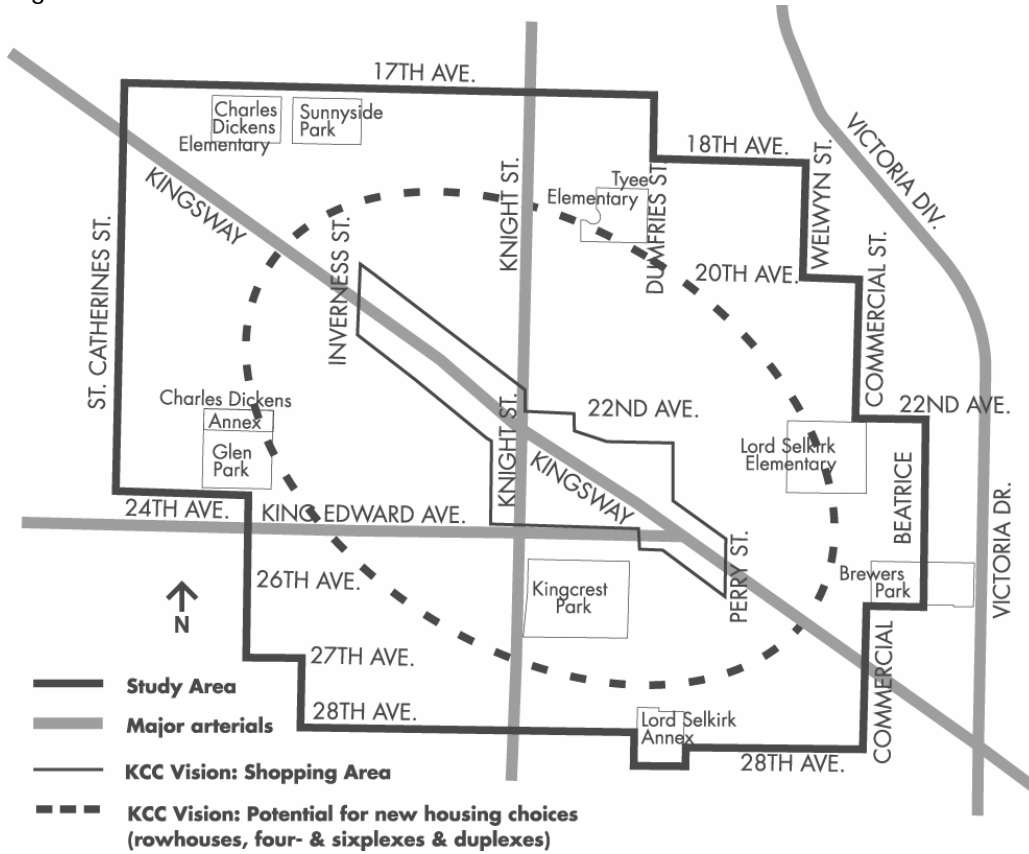 17TH AVE.
Charles
Dickens
Elementary
Sunnyside
Park
KINGSWAY
KNIGHT ST.
18TH AVE.
WELWYN ST.
VICTORIA DIV.
Tyee
Elementary
DUMFRIES ST.
20TH AVE.
COMMERCIAL ST.
INVERNESS ST.
ST. CATHERINES ST.
Charles Dickens
Annex
Glen
Park
KNIGHT ST.
22ND AVE.
22ND AVE.
KINGSWAY
Lord Selkirk
Elementary
BEATRICE
24TH AVE.
KING EDWARD AVE.
26TH AVE.
Kingcrest
Park
PERRY ST.
Brewers
Park
VICTORIA DR.
N
27TH AVE.
28TH AVE.
Lord Selkirk
Annex
28TH AVE.
COMMERCIAL
Study Area
Major arterials
KCC Vision: Shopping Area
KCC Vision: Potential for new housing choices
(rowhouses, four- & sixplexes & duplexes)